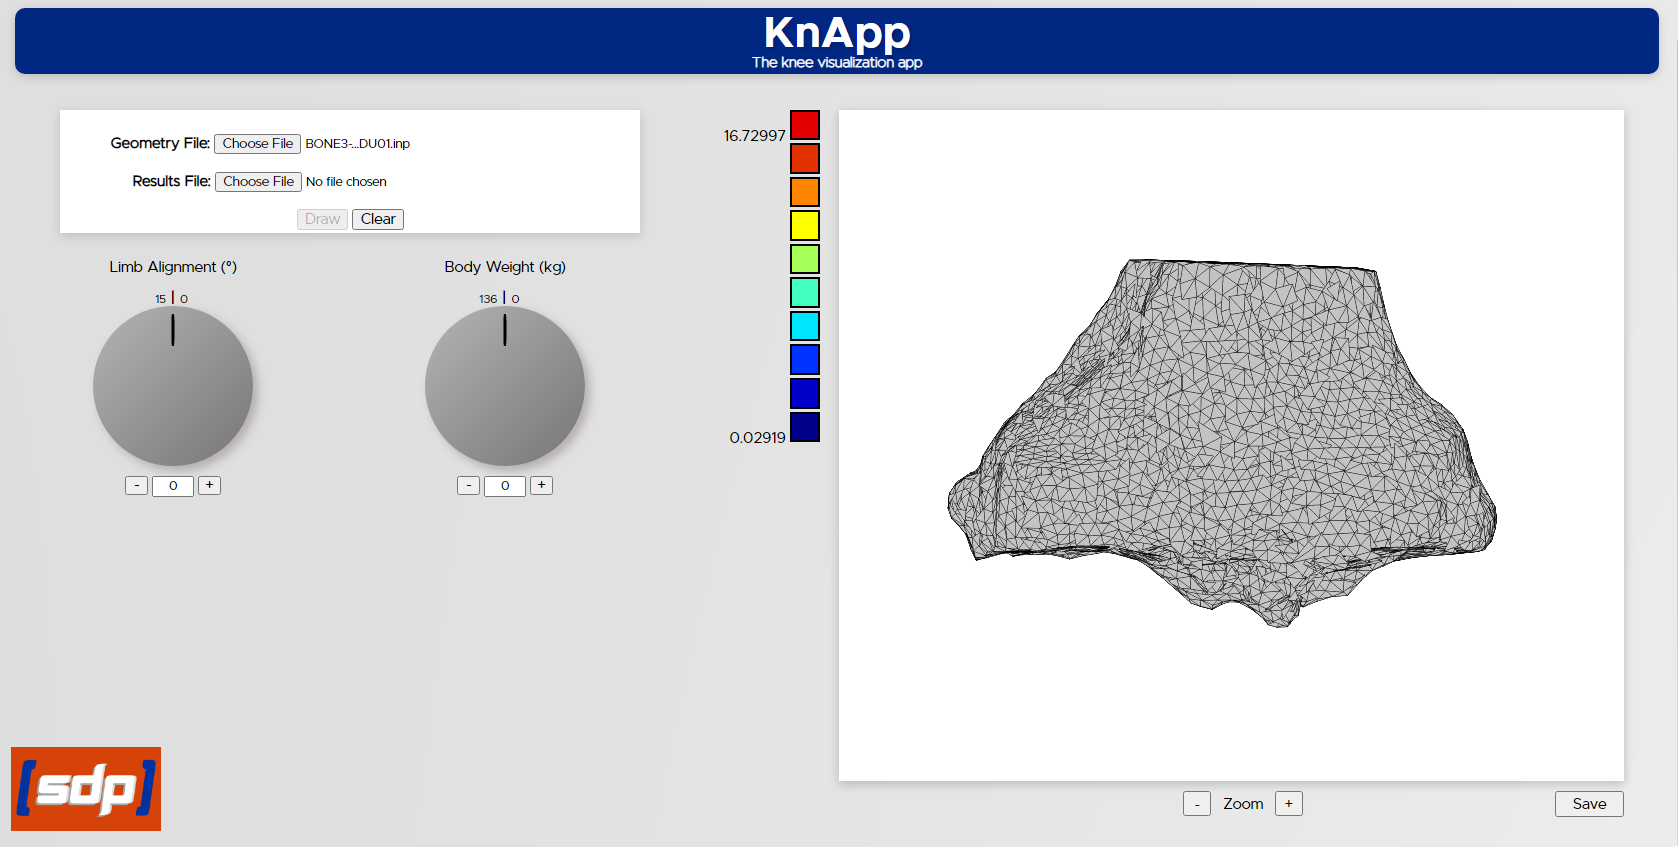 KnApp
The knee visualization app
Geometry File: Choose File BONE3-...DU01.inp
Results File: Choose File No file chosen
Draw Clear
Limb Alignment (°)
15 | 0
- 0 +
Body Weight (kg)
136 | 0
- 0 +
16.72997
0.02919
- Zoom +
Save
[sdp]